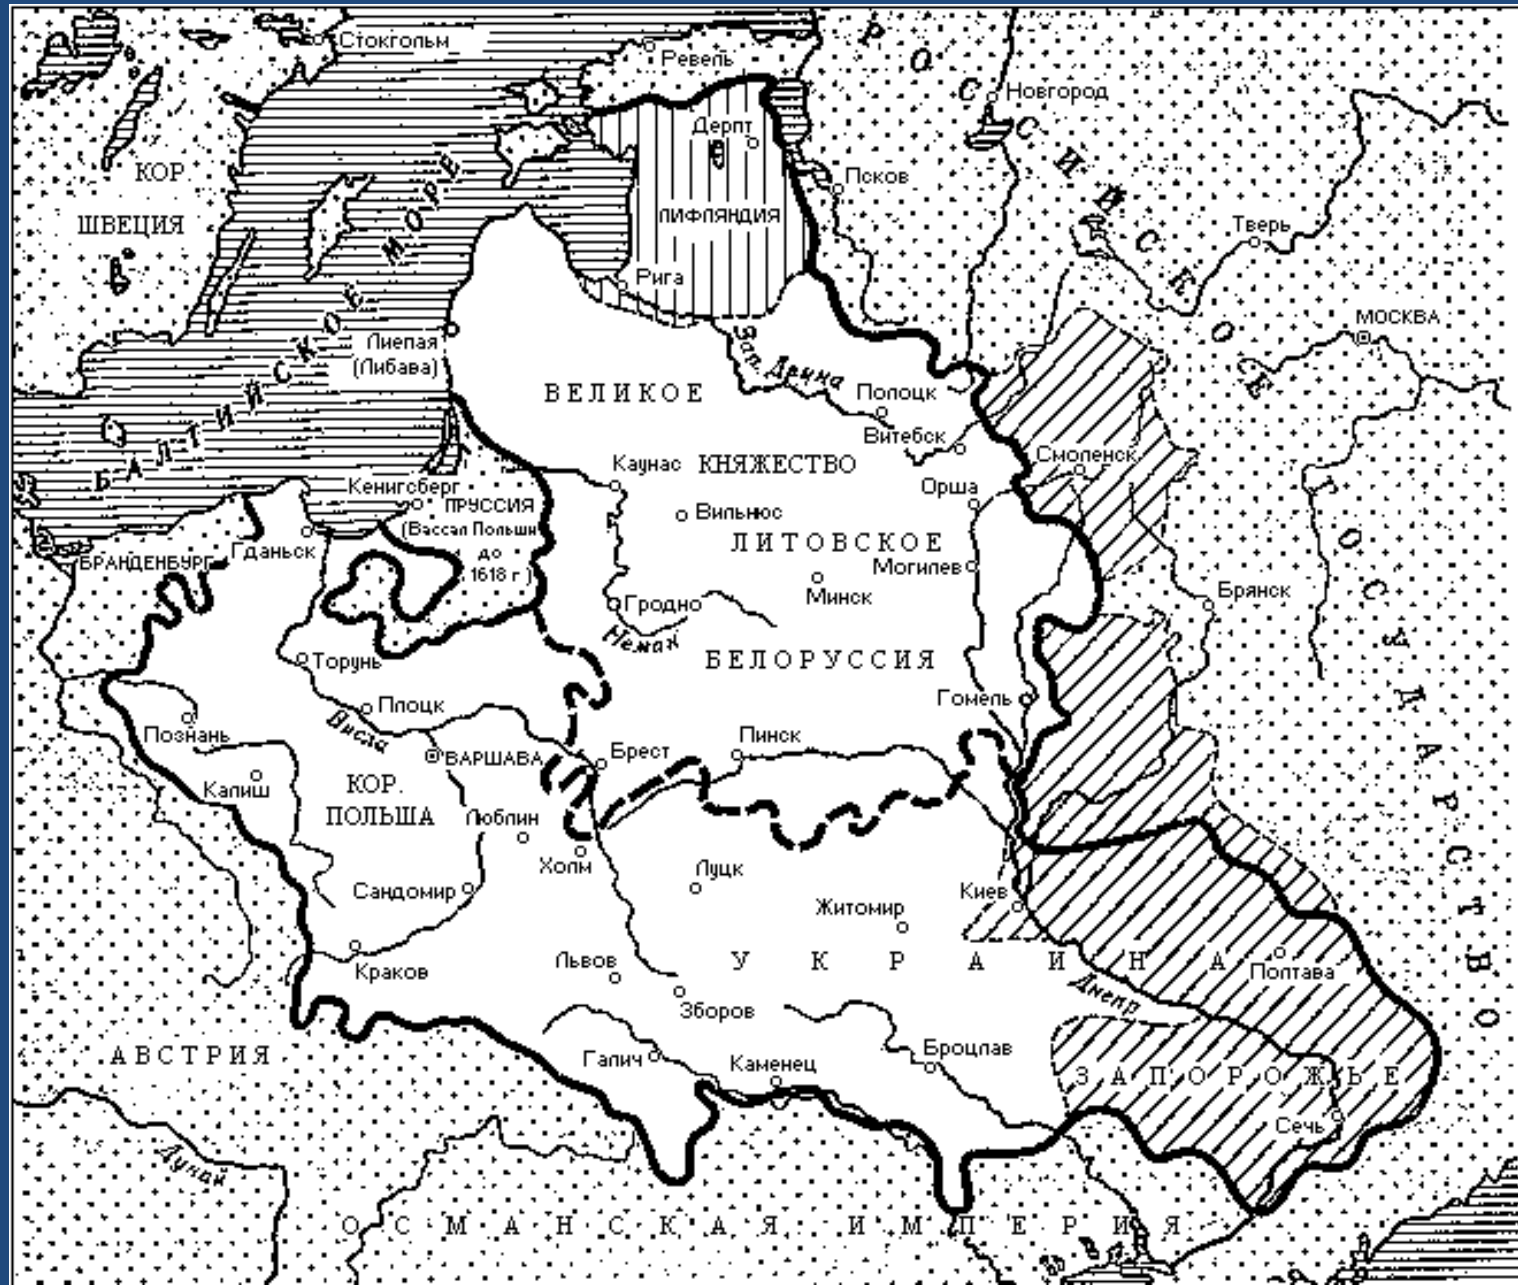 Стокгольм
Ревель
РОССИЙСКОЕ ГОСУДАРСТВО
Новгород
Дерпт
КОР.
ШВЕЦИЯ
Псков
ЛИФЛЯНДИЯ
Тверь
БАЛТИЙСКОЕ МОРЕ
Рига
МОСКВА
Лиепая
(Либава)
Зап. Двина
ВЕЛИКОЕ
Полоцк
Витебск
Смоленск
Каунас
КНЯЖЕСТВО
Кенигсберг
Орша
ПРУССИЯ
(Вассал Польши
до
1618 г.)
Вильнюс
ЛИТОВСКОЕ
Гданьск
БРАНДЕНБУРГ
Могилев
Минск
Брянск
Гродно
Неман
БЕЛОРУССИЯ
Торунь
Гомель
Плоцк
Висла
Познань
Пинск
Брест
ВАРШАВА
Калиш
КОР.
ПОЛЬША
Люблин
Холм
Луцк
Сандомир
Киев
Житомир
УКРАИНА
Краков
Львов
Полтава
Днепр
Зборов
АВСТРИЯ
Галич
Каменец
Броцлав
ЗАПОРОЖЬЕ
Сечь
Дунай
ОСМАНСКАЯ ИМПЕРИЯ